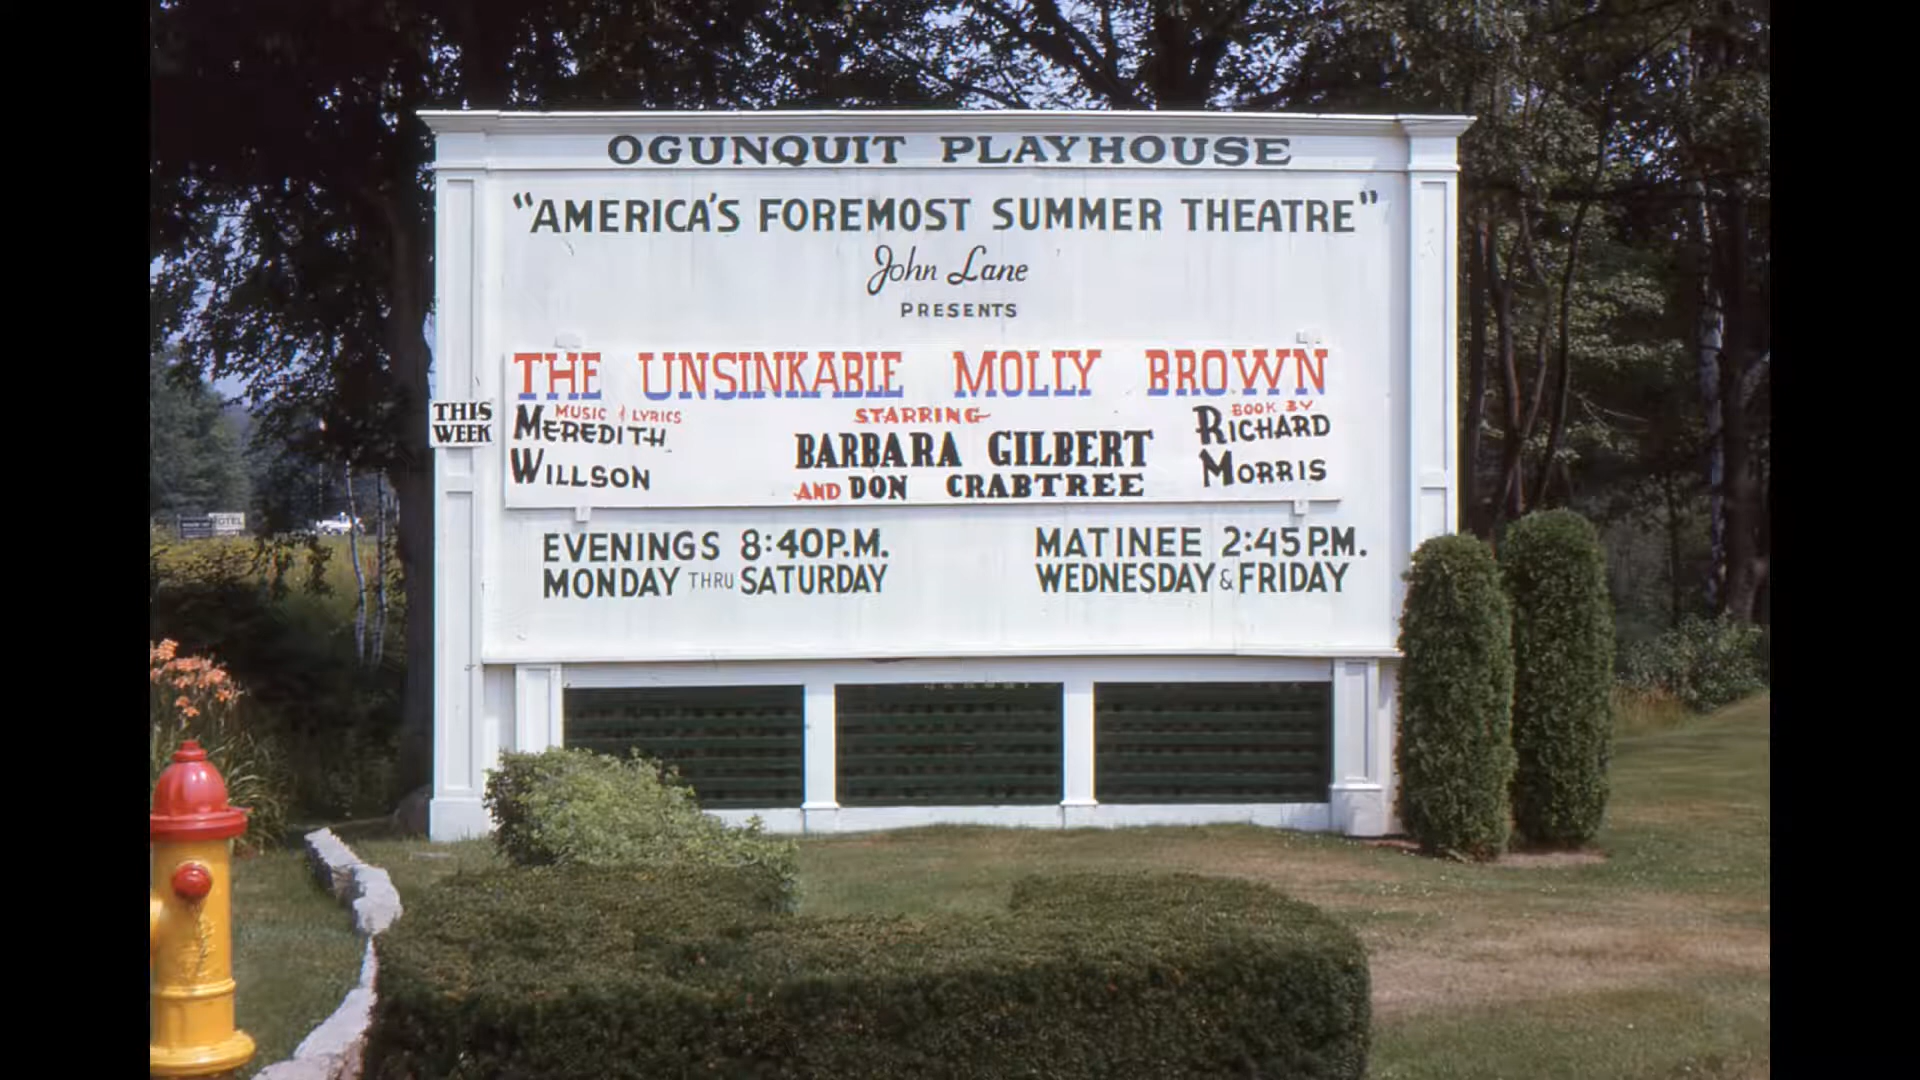 OGUNQUIT PLAYHOUSE
"AMERICA'S FOREMOST SUMMER THEATRE"
John Lane
PRESENTS
THE UNSINKABLE MOLLY BROWN
THIS
WEEK
MUSIC & LYRICS
MEREDITH
WILLSON
STARRING
BARBARA GILBERT
AND DON CRABTREE
BOOK BY
RICHARD
MORRIS
EVENINGS 8:40 P.M.
MONDAY THRU SATURDAY
MATINEE 2:45 P.M.
WEDNESDAY & FRIDAY